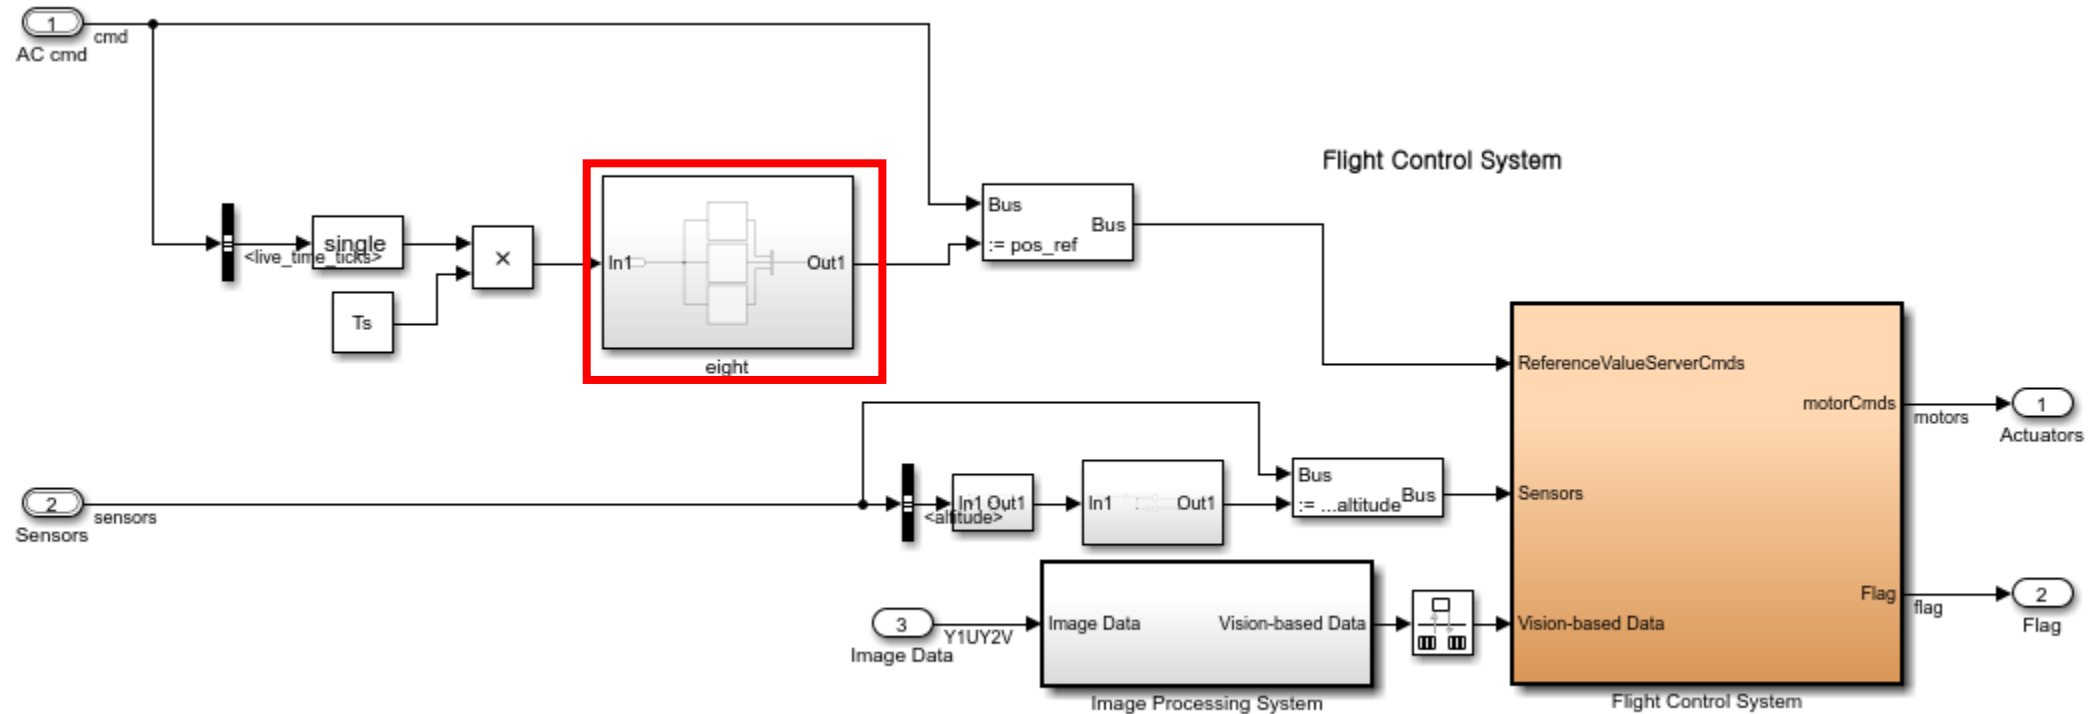 1
cmd
AC cmd
Flight Control System
Bus
:= pos_ref
Bus
single
<live_time_ticks>
×
In1
Out1
Ts
eight
ReferenceValueServerCmds
motorCmds
motors
1
Actuators
2
sensors
Sensors
<altitude>
In1 Out1
In1
Out1
Bus
:= ...altitude
Bus
Sensors
Flag
flag
2
Flag
3
Y1UY2V
Image Data
Image Data
Vision-based Data
Vision-based Data
Image Processing System
Flight Control System